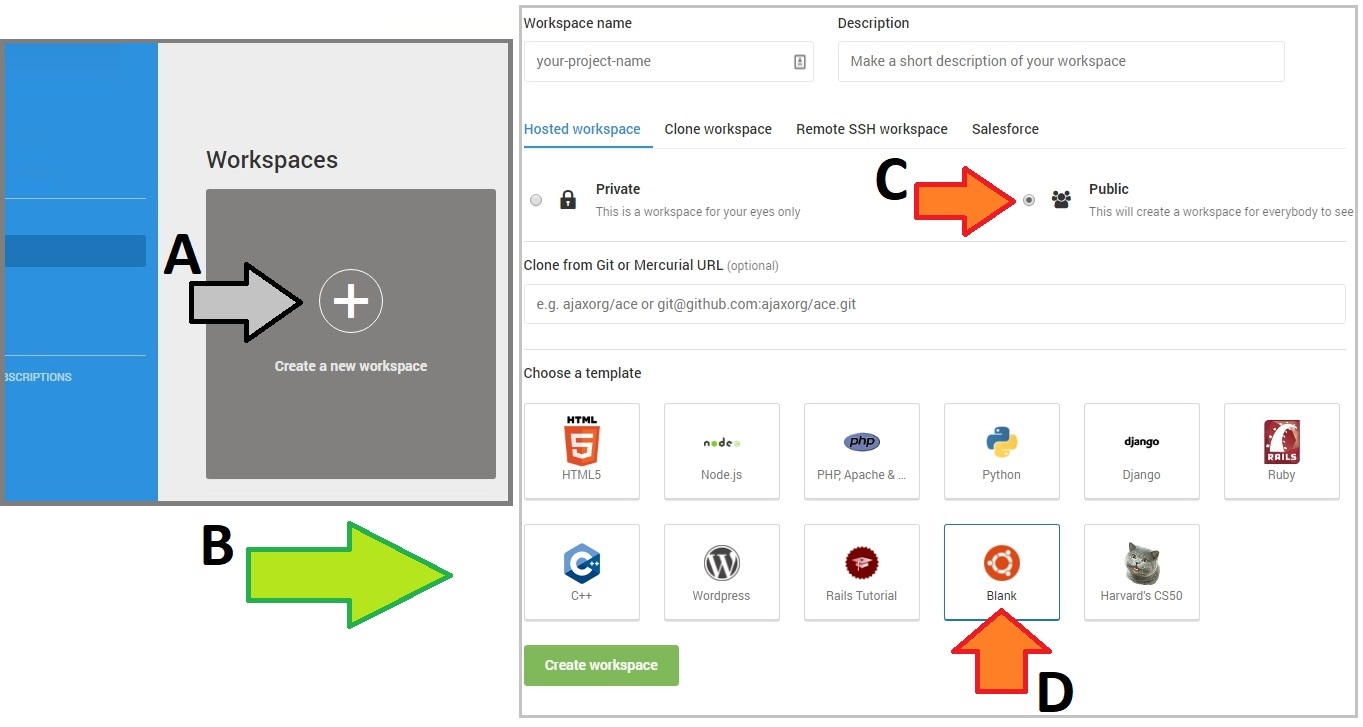 Workspaces
A
Create a new workspace
BSCRIPTIONS
B
Workspace name
Description
your-project-name
Make a short description of your workspace
Hosted workspace
Clone workspace
Remote SSH workspace
Salesforce
C
Private
This is a workspace for your eyes only
Public
This will create a workspace for everybody to see
Clone from Git or Mercurial URL (optional)
e.g. ajaxorg/ace or git@github.com:ajaxorg/ace.git
Choose a template
HTML
5
HTML5
node
Node.js
php
PHP, Apache & ...
Python
django
Django
RAILS
Ruby
C++
C++
W
Wordpress
Rails Tutorial
Blank
Harvard's CS50
Create workspace
D